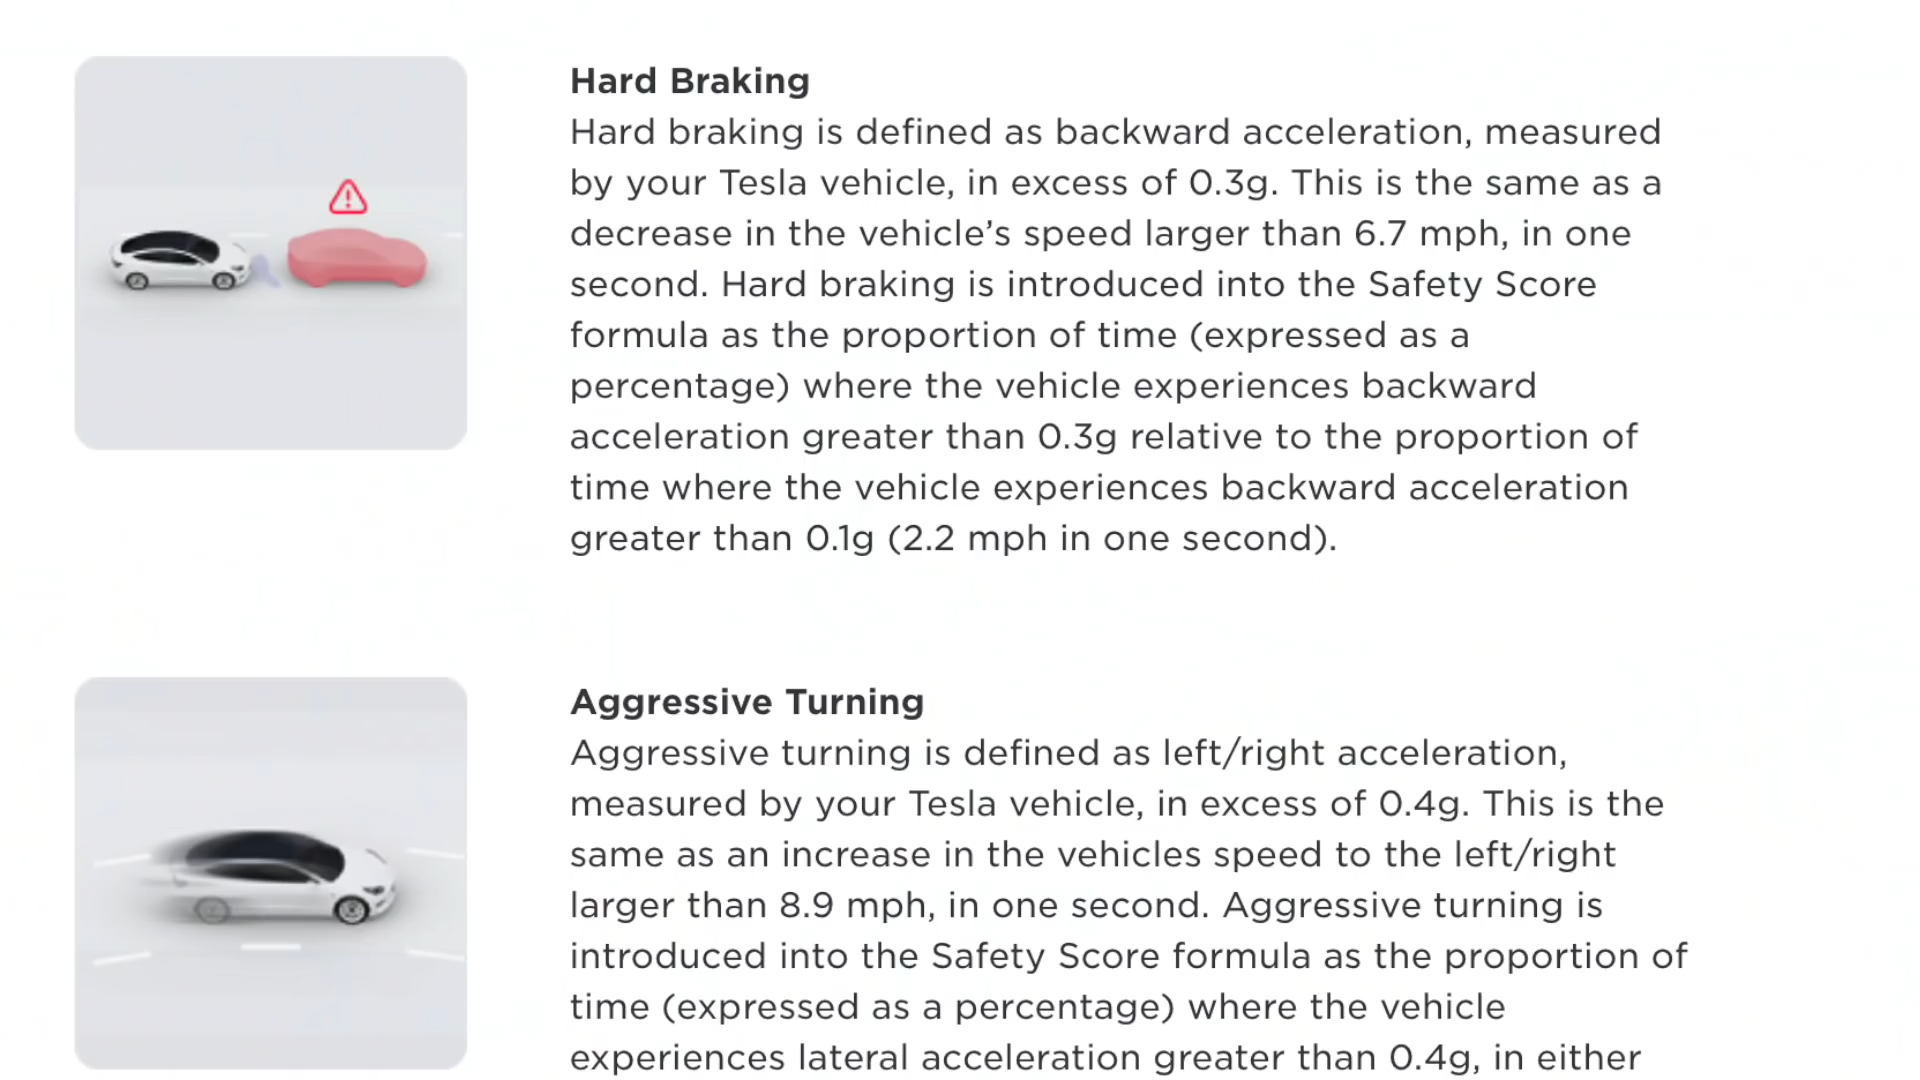 Hard Braking
Hard braking is defined as backward acceleration, measured
by your Tesla vehicle, in excess of 0.3g. This is the same as a
decrease in the vehicle’s speed larger than 6.7 mph, in one
second. Hard braking is introduced into the Safety Score
formula as the proportion of time (expressed as a
percentage) where the vehicle experiences backward
acceleration greater than 0.3g relative to the proportion of
time where the vehicle experiences backward acceleration
greater than 0.1g (2.2 mph in one second).
Aggressive Turning
Aggressive turning is defined as left/right acceleration,
measured by your Tesla vehicle, in excess of 0.4g. This is the
same as an increase in the vehicles speed to the left/right
larger than 8.9 mph, in one second. Aggressive turning is
introduced into the Safety Score formula as the proportion of
time (expressed as a percentage) where the vehicle
experiences lateral acceleration greater than 0.4g, in either